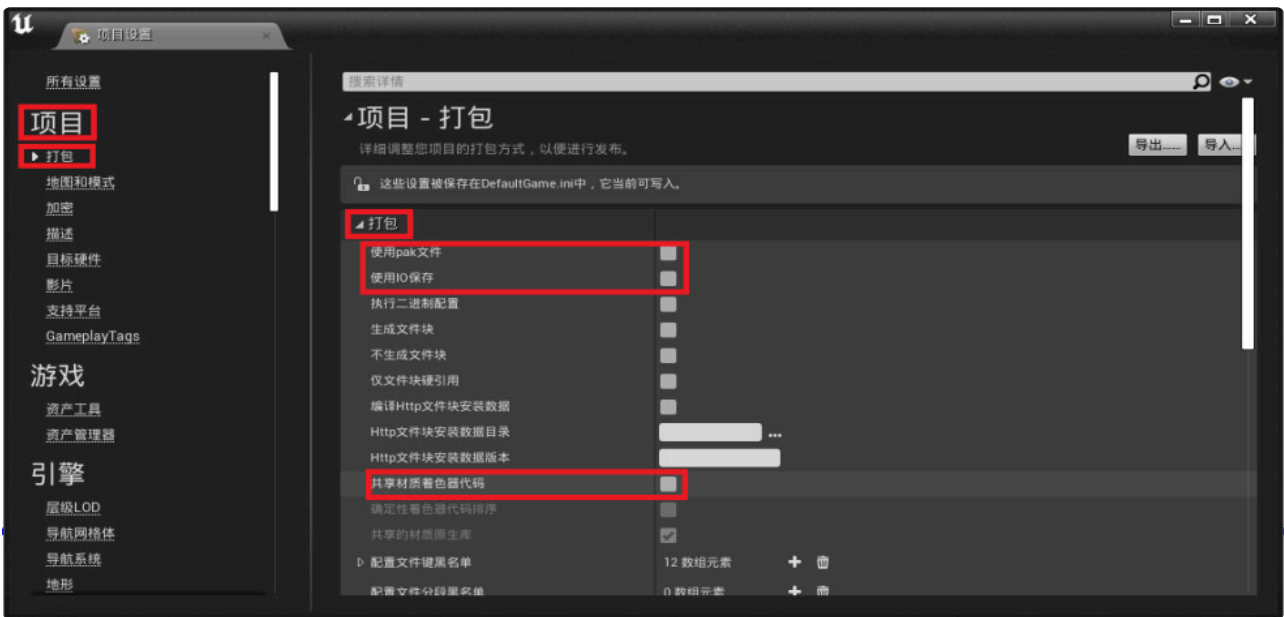 项目设置
所有设置
项目
打包
地图和模式
加密
描述
目标硬件
影片
支持平台
GameplayTags
游戏
资产工具
资产管理器
引擎
层级LOD
导航网格体
导航系统
地形
搜索详情
项目 - 打包
详细调整您项目的打包方式，以便进行发布。
导出......
导入...
这些设置被保存在DefaultGame.ini中，它当前可写入。
打包
使用pak文件
使用IO保存
执行二进制配置
生成文件块
不生成文件块
仅文件块硬引用
编译Http文件块安装数据
Http文件块安装数据目录
Http文件块安装数据版本
共享材质着色器代码
确定性着色器代码排序
共享的材质原生库
配置文件键黑名单 12 数组元素
配置文件分段黑名单 0 数组元素